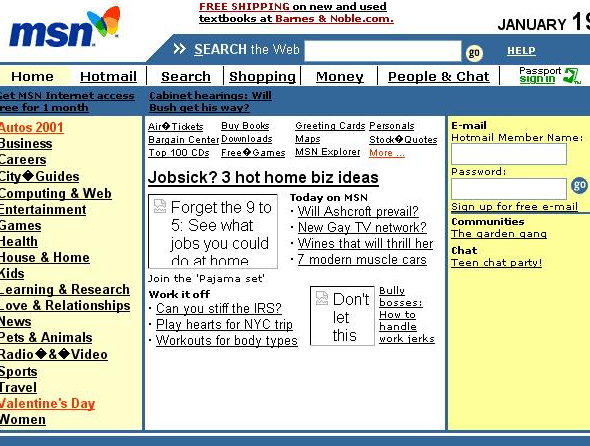 FREE SHIPPING on new and used
textbooks at Barnes & Noble.com.
msn
JANUARY 19
SEARCH the Web
go
HELP
Home
Hotmail
Search
Shopping
Money
People & Chat
Passport
sign in
Get MSN Internet access
free for 1 month
Cabinet hearings: Will
Bush get his way?
Autos 2001
Business
Careers
City�Guides
Computing & Web
Entertainment
Games
Health
House & Home
Kids
Learning & Research
Love & Relationships
News
Pets & Animals
Radio�&�Video
Sports
Travel
Valentine's Day
Women
Air�Tickets
Buy Books
Greeting Cards
Personals
Bargain Center
Downloads
Maps
Stock�Quotes
Top 100 CDs
Free�Games
MSN Explorer
More ...
Jobsick? 3 hot home biz ideas
Forget the 9 to
5: See what
jobs you could
do at home
Join the 'Pajama set'
Today on MSN
· Will Ashcroft prevail?
· New Gay TV network?
· Wines that will thrill her
· 7 modern muscle cars
Work it off
· Can you stiff the IRS?
· Play hearts for NYC trip
· Workouts for body types
Don't
let
this
Bully
bosses:
How to
handle
work jerks
E-mail
Hotmail Member Name:
Password:
go
Sign up for free e-mail
Communities
The garden gang
Chat
Teen chat party!